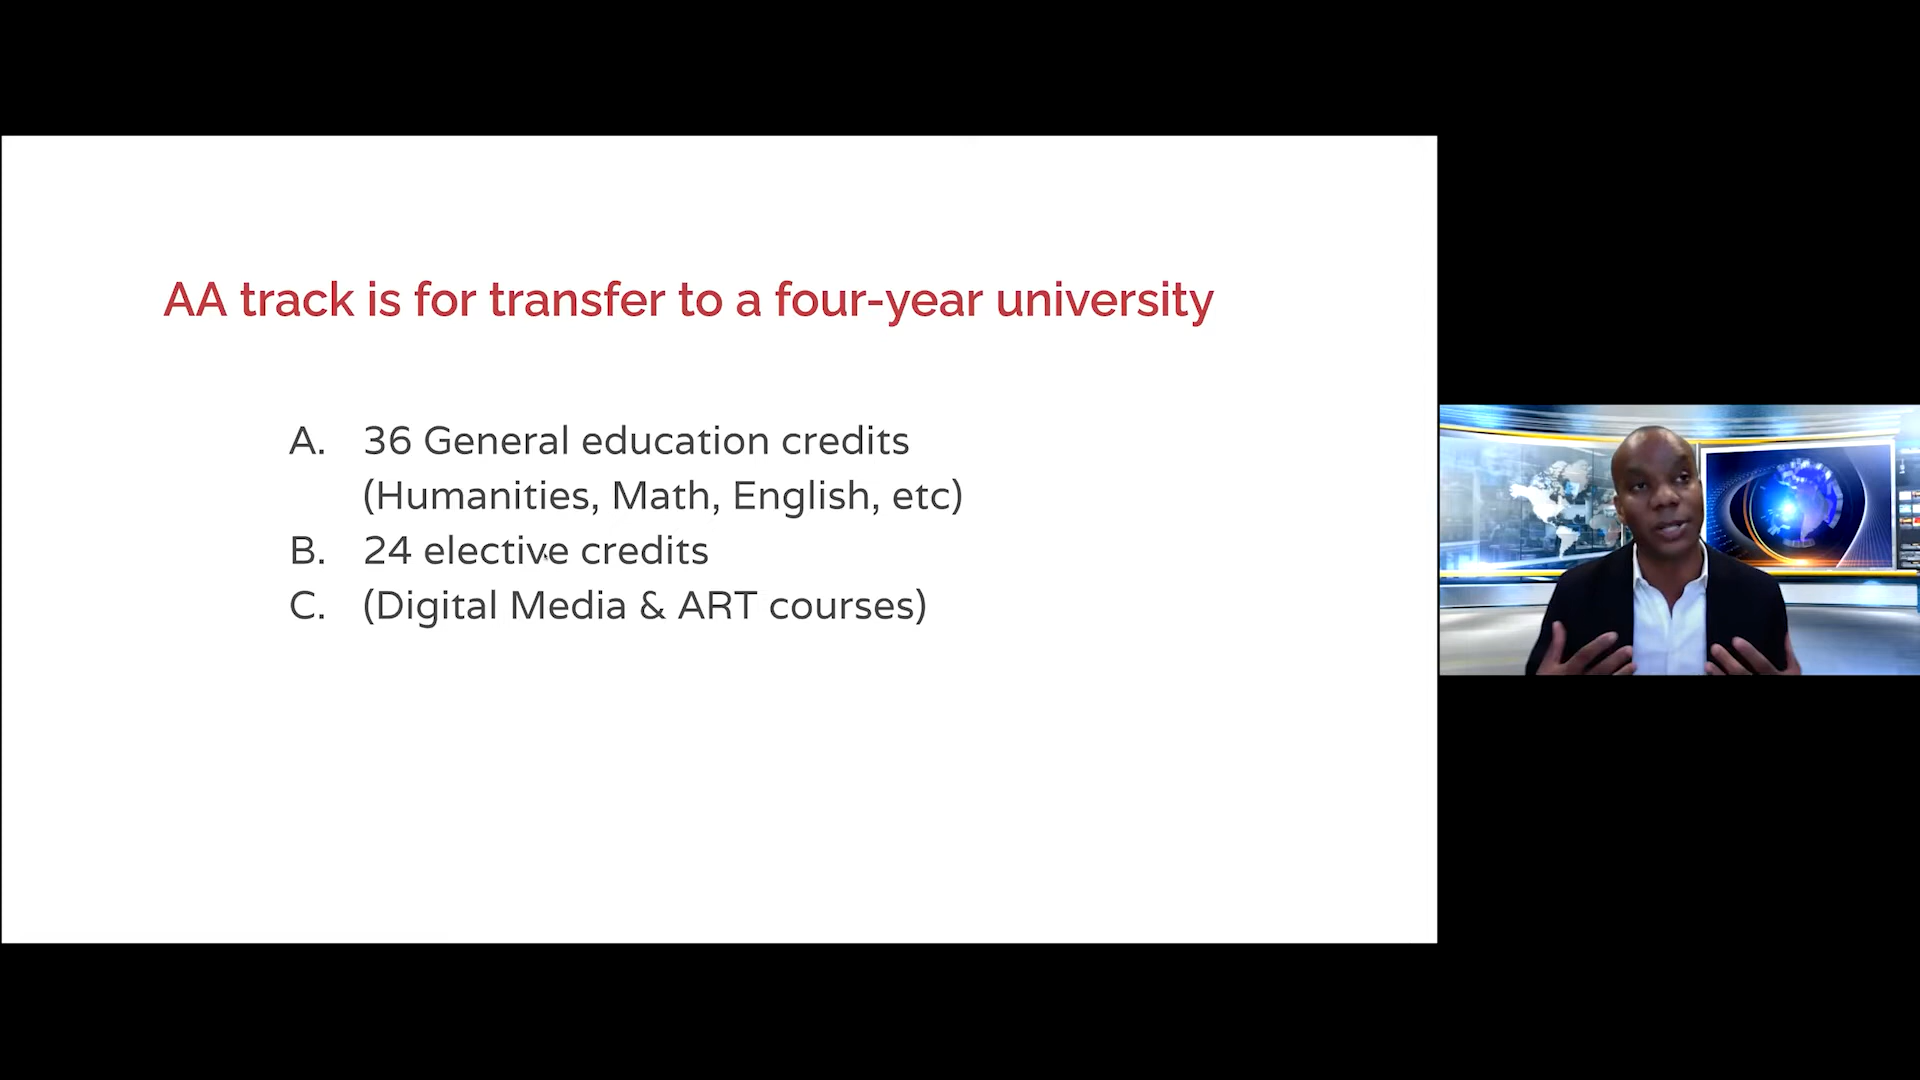 AA track is for transfer to a four-year university
A. 36 General education credits
(Humanities, Math, English, etc)
B. 24 elective credits
C. (Digital Media & ART courses)